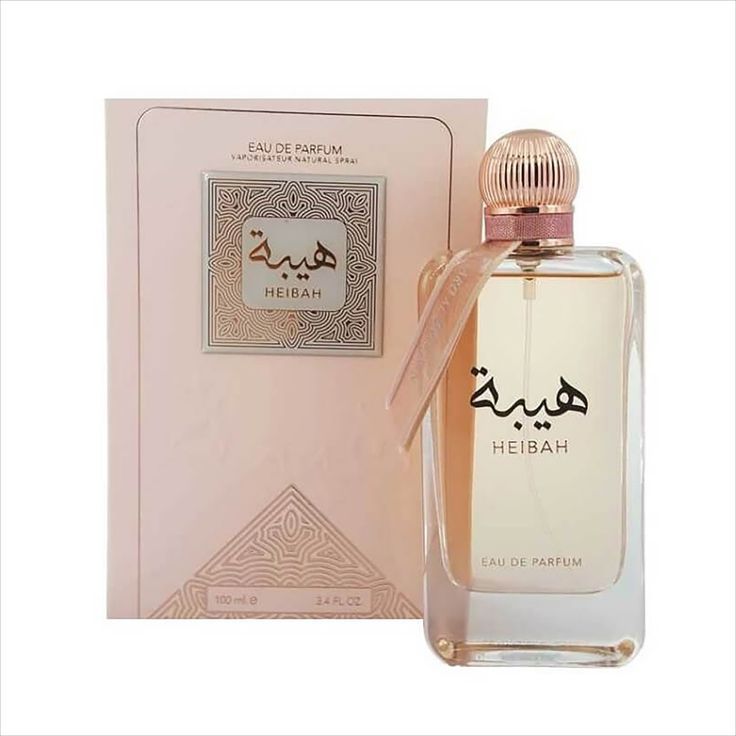 EAU DE PARFUM
VAPORISATEUR NATURAL SPRAY
هيبة
HEIBAH
100 ml. ℮ 3.4 FL.OZ.
هيبة
HEIBAH
EAU DE PARFUM